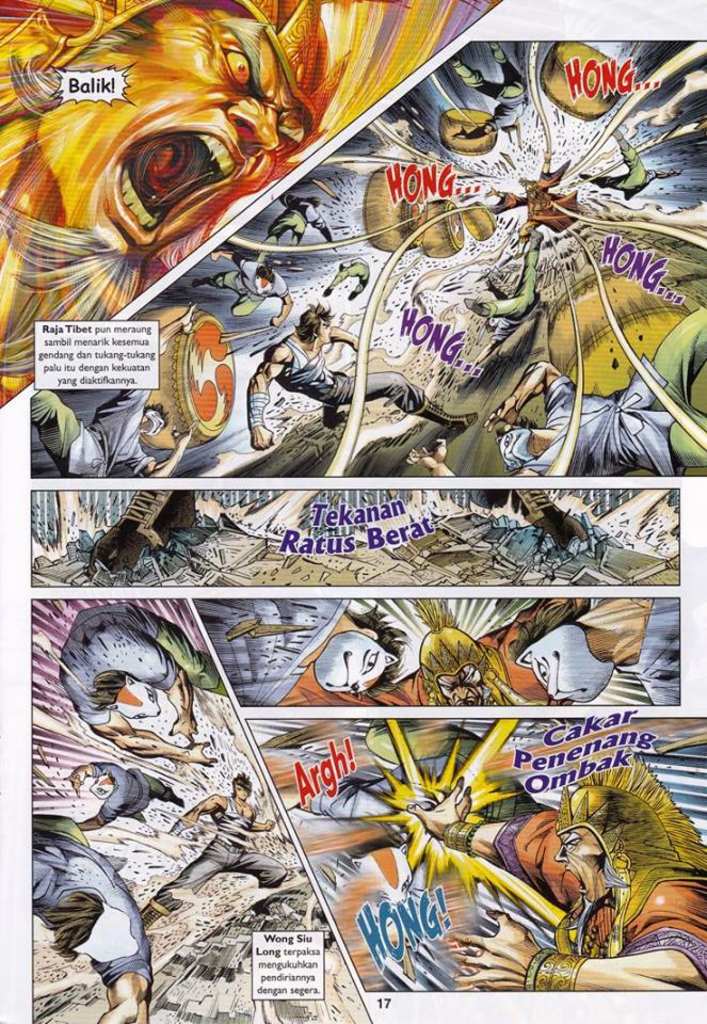 Balik!
HONG...
HONG...
HONG...
HONG...
Raja Tibet pun meraung
sambil menarik kesemua
gendang dan tukang-tukang
palu itu dengan kekuatan
yang diaktifkannya.
Tekanan
Ratus Berat
Cakar
Penenang
Ombak
Argh!
HONG!
Wong Siu
Long terpaksa
mengukuhkan
pendiriannya
dengan segera.
17